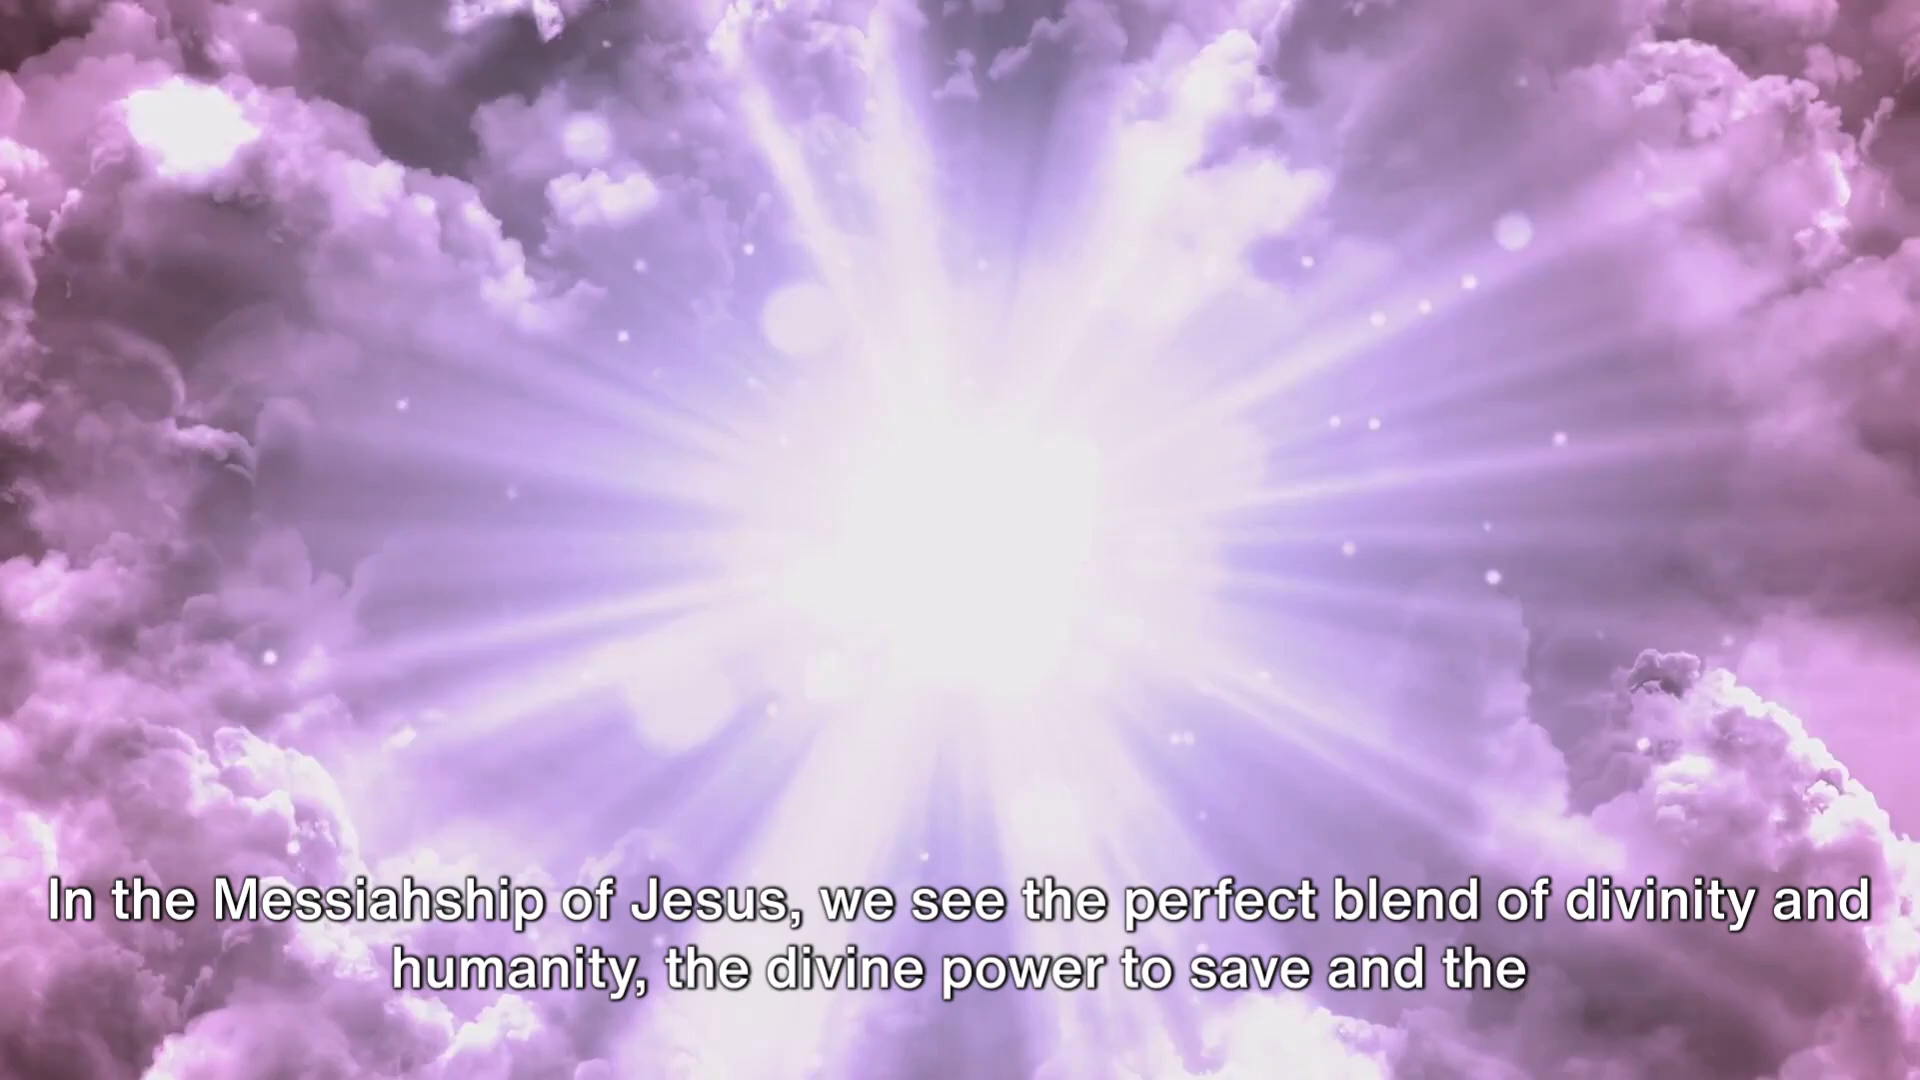 In the Messiahship of Jesus, we see the perfect blend of divinity and
humanity, the divine power to save and the